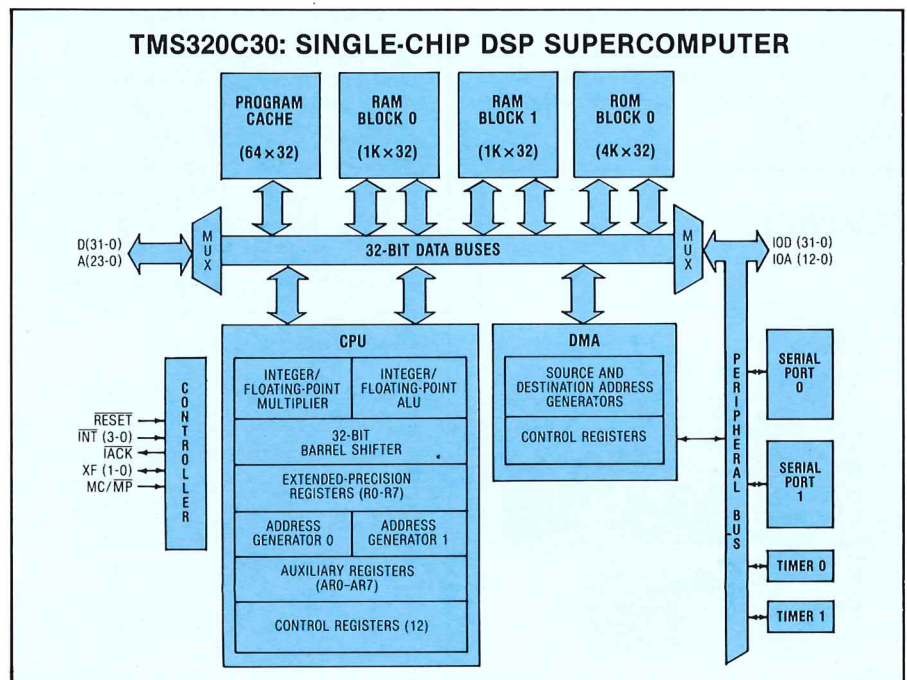 TMS320C30: SINGLE-CHIP DSP SUPERCOMPUTER
PROGRAM
CACHE
(64×32)
RAM
BLOCK 0
(1K×32)
RAM
BLOCK 1
(1K×32)
ROM
BLOCK 0
(4K×32)
D(31-0)
A(23-0)
MUX
32-BIT DATA BUSES
MUX
IOD (31-0)
IOA (12-0)
CONTROLLER
RESET
INT (3-0)
IACK
XF (1-0)
MC/MP
CPU
INTEGER/
FLOATING-POINT
MULTIPLIER
INTEGER/
FLOATING-POINT
ALU
32-BIT
BARREL SHIFTER
EXTENDED-PRECISION
REGISTERS (R0-R7)
ADDRESS
GENERATOR 0
ADDRESS
GENERATOR 1
AUXILIARY REGISTERS
(AR0–AR7)
CONTROL REGISTERS (12)
DMA
SOURCE AND
DESTINATION ADDRESS
GENERATORS
CONTROL REGISTERS
PERIPHERAL BUS
SERIAL
PORT
0
SERIAL
PORT
1
TIMER 0
TIMER 1